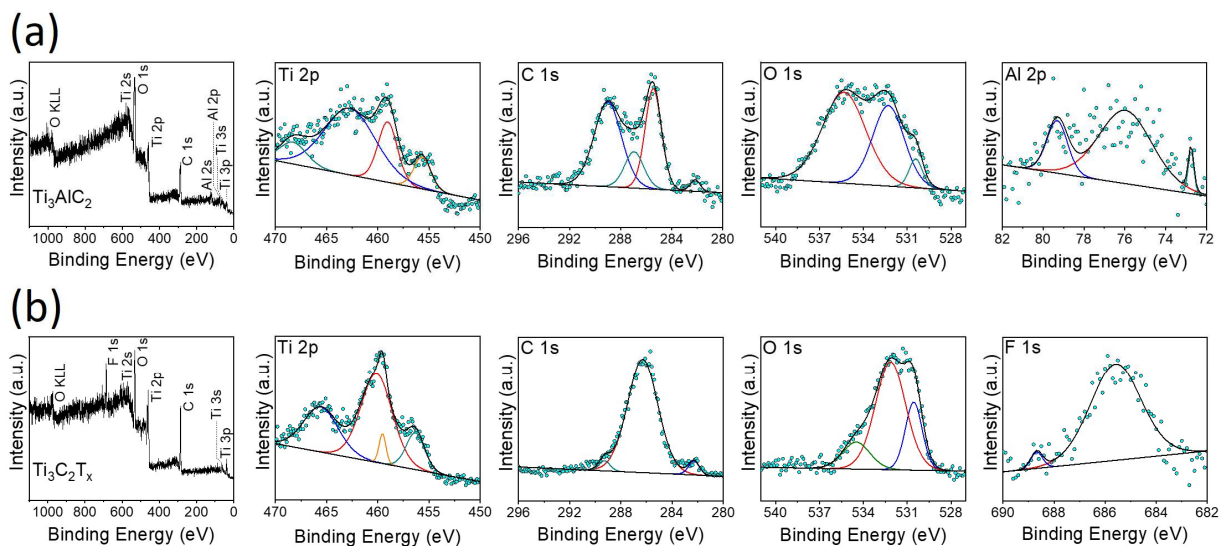 (a)
O KLL
Ti 2s
O 1s
Ti 2p
C 1s
Al 2s
Al 2p
Ti 3s
Ti 3p
Ti₃AlC₂
Intensity (a.u.)
1000 800 600 400 200 0
Binding Energy (eV)
Ti 2p
Intensity (a.u.)
470 465 460 455 450
Binding Energy (eV)
C 1s
Intensity (a.u.)
296 292 288 284 280
Binding Energy (eV)
O 1s
Intensity (a.u.)
540 537 534 531 528
Binding Energy (eV)
Al 2p
Intensity (a.u.)
82 80 78 76 74 72
Binding Energy (eV)
(b)
O KLL
F 1s
Ti 2s
O 1s
Ti 2p
C 1s
Ti 3s
Ti 3p
Ti₃C₂Tₓ
Intensity (a.u.)
1000 800 600 400 200 0
Binding Energy (eV)
Ti 2p
Intensity (a.u.)
470 465 460 455 450
Binding Energy (eV)
C 1s
Intensity (a.u.)
296 292 288 284 280
Binding Energy (eV)
O 1s
Intensity (a.u.)
540 537 534 531 528
Binding Energy (eV)
F 1s
Intensity (a.u.)
690 688 686 684 682
Binding Energy (eV)